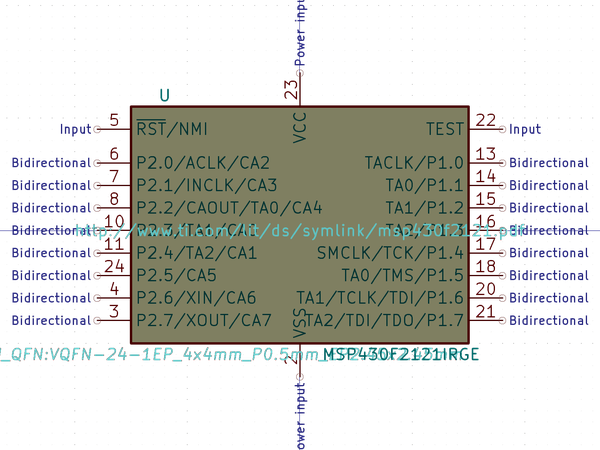 Power inpu
23
U
VCC
Input 5 RST/NMI TEST 22 Input
Bidirectional 6 P2.0/ACLK/CA2 TACLK/P1.0 13 Bidirectional
Bidirectional 7 P2.1/INCLK/CA3 TA0/P1.1 14 Bidirectional
Bidirectional 8 P2.2/CAOUT/TA0/CA4 TA1/P1.2 15 Bidirectional
Bidirectional 10 16 Bidirectional
http://www.ti.com/lit/ds/symlink/msp430f2121.pdf
Bidirectional 11 P2.4/TA2/CA1 SMCLK/TCK/P1.4 17 Bidirectional
Bidirectional 24 P2.5/CA5 TA0/TMS/P1.5 18 Bidirectional
Bidirectional 4 P2.6/XIN/CA6 TA1/TCLK/TDI/P1.6 20 Bidirectional
Bidirectional 3 P2.7/XOUT/CA7 TA2/TDI/TDO/P1.7 21 Bidirectional
VSS
_QFN:VQFN-24-1EP_4x4mm_P0.5mm MSP430F2121IRGE
2
ower input